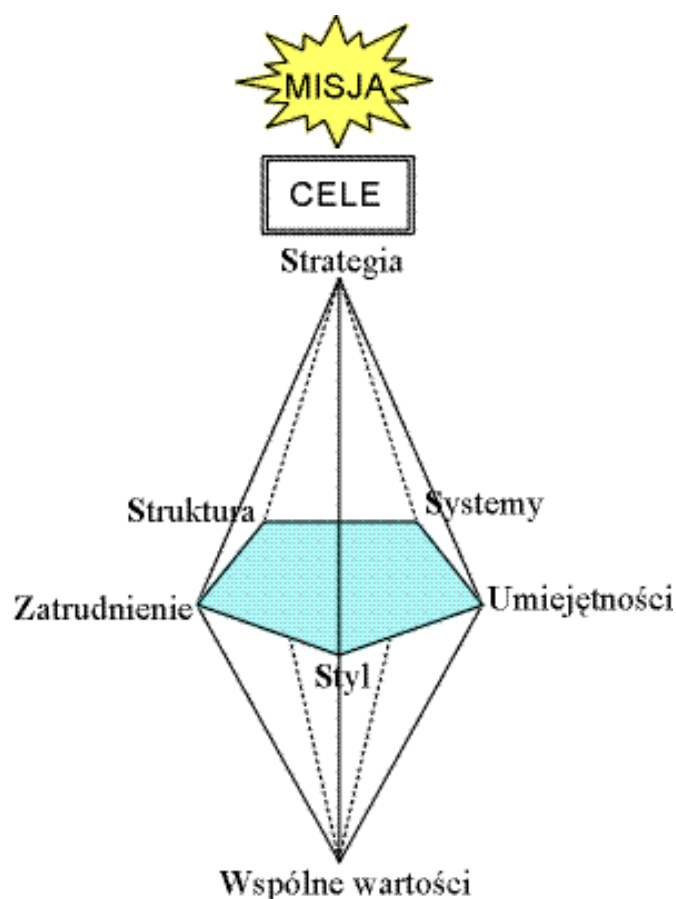 MISJA
CELE
Strategia
Struktura
Systemy
Zatrudnienie
Umiejętności
Styl
Wspólne wartości